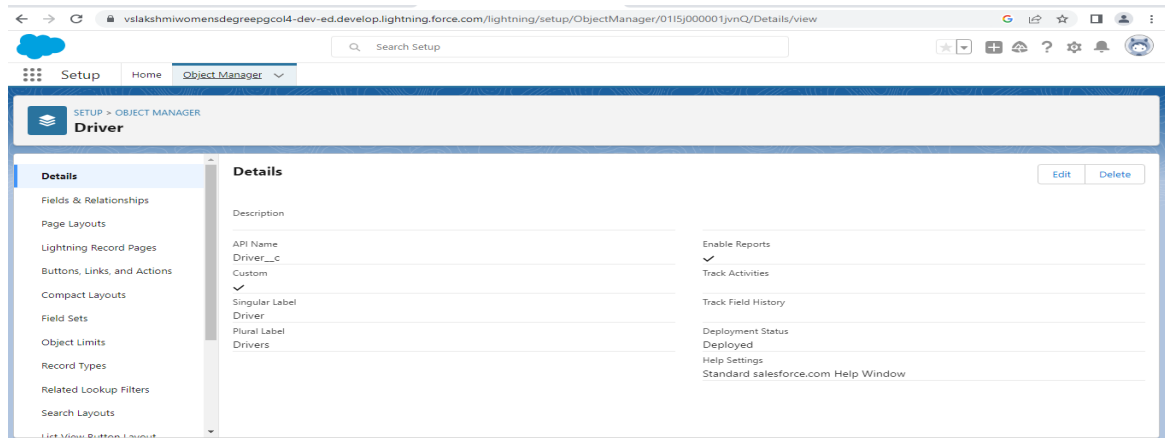 vslakshmiwomensdegreepgcol4-dev-ed.develop.lightning.force.com/lightning/setup/ObjectManager/01I5j000001jvnQ/Details/view
Search Setup
Setup
Home
Object Manager
SETUP > OBJECT MANAGER
Driver
Details
Fields & Relationships
Page Layouts
Lightning Record Pages
Buttons, Links, and Actions
Compact Layouts
Field Sets
Object Limits
Record Types
Related Lookup Filters
Search Layouts
List View Button Layout
Details
Edit
Delete
Description
API Name
Driver__c
Custom
Singular Label
Driver
Plural Label
Drivers
Enable Reports
Track Activities
Track Field History
Deployment Status
Deployed
Help Settings
Standard salesforce.com Help Window